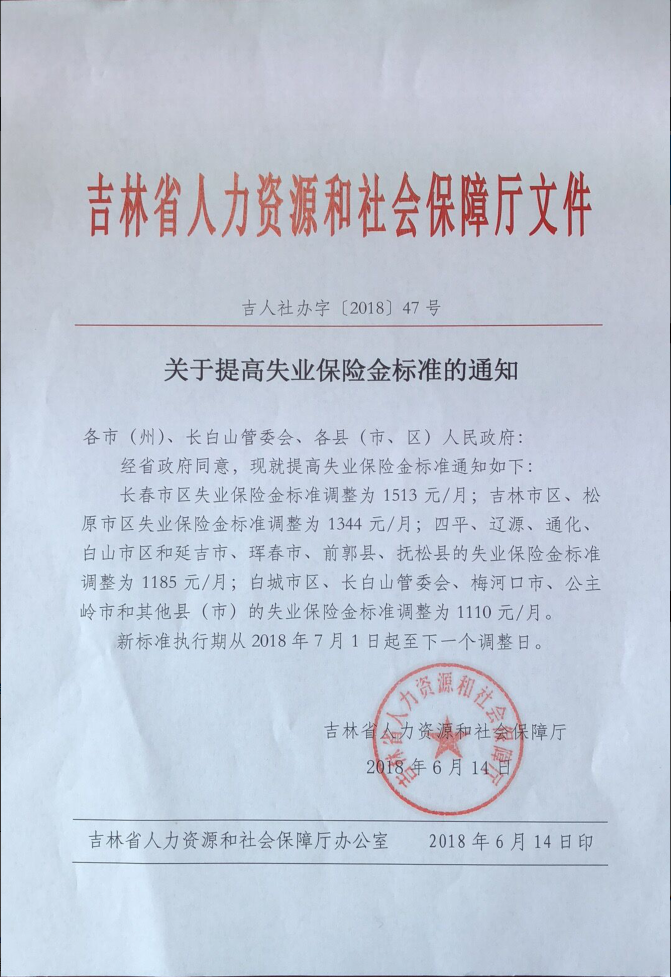 吉林省人力资源和社会保障厅文件
吉人社办字〔2018〕47 号
关于提高失业保险金标准的通知
各市（州）、长白山管委会、各县（市、区）人民政府：
经省政府同意，现就提高失业保险金标准通知如下：
长春市区失业保险金标准调整为 1513 元/月；吉林市区、松
原市区失业保险金标准调整为 1344 元/月；四平、辽源、通化、
白山市区和延吉市、珲春市、前郭县、抚松县的失业保险金标准
调整为 1185 元/月；白城市区、长白山管委会、梅河口市、公主
岭市和其他县（市）的失业保险金标准调整为 1110 元/月。
新标准执行期从 2018 年 7 月 1 日起至下一个调整日。
吉林省人力资源和社会保障厅
吉林省人力资源和社会保障厅
2018 年 6 月 14 日
吉林省人力资源和社会保障厅办公室 2018 年 6 月 14 日印